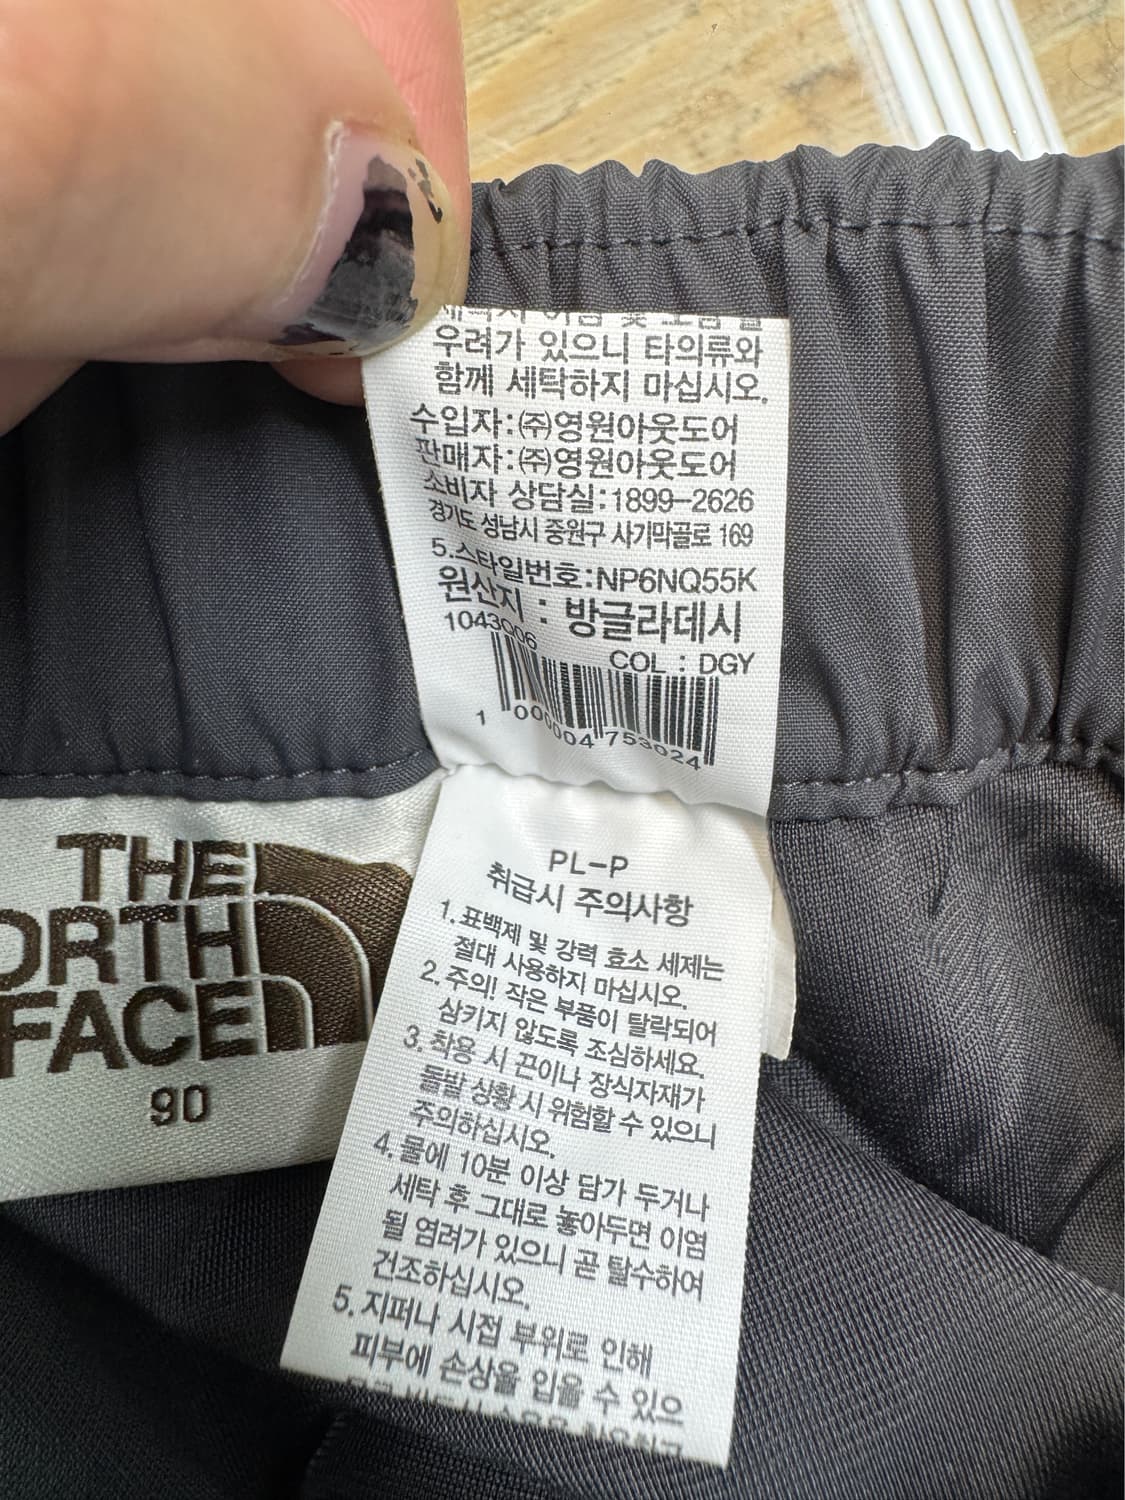 우려가 있으니 타의류와
함께 세탁하지 마십시오.
수입자:㈜영원아웃도어
판매자:㈜영원아웃도어
소비자 상담실:1899-2626
경기도 성남시 중원구 사기막골로 169
5.스타일번호:NP6NQ55K
원산지 : 방글라데시
1043006
COL : DGY
1 000004 753024
THE
ORTH
FACE
90
PL-P
취급시 주의사항
1. 표백제 및 강력 효소 세제는
절대 사용하지 마십시오.
2. 주의! 작은 부품이 탈락되어
삼키지 않도록 조심하세요.
3. 착용 시 끈이나 장식자재가
돌발 상황 시 위험할 수 있으니
주의하십시오.
4. 물에 10분 이상 담가 두거나
세탁 후 그대로 놓아두면 이염
될 염려가 있으니 곧 탈수하여
건조하십시오.
5. 지퍼나 시접 부위로 인해
피부에 손상을 입을 수 있으